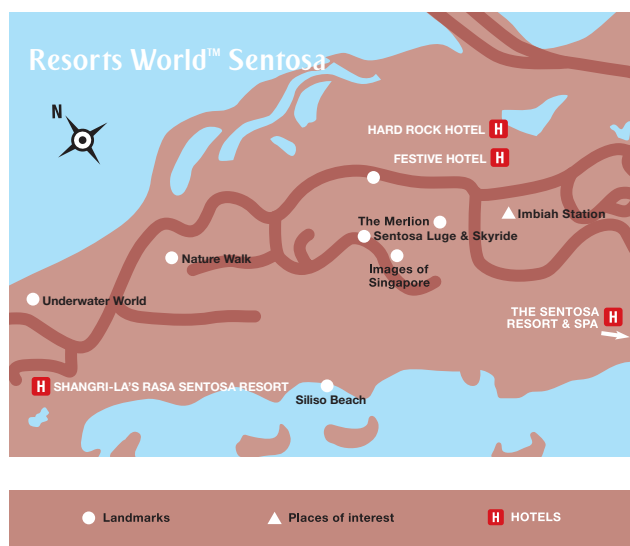 Resorts World™ Sentosa
N
HARD ROCK HOTEL H
FESTIVE HOTEL H
The Merlion
Imbiah Station
Sentosa Luge & Skyride
Nature Walk
Images of
Singapore
Underwater World
THE SENTOSA H
RESORT & SPA
H SHANGRI-LA'S RASA SENTOSA RESORT
Siliso Beach
Landmarks
Places of interest
H HOTELS